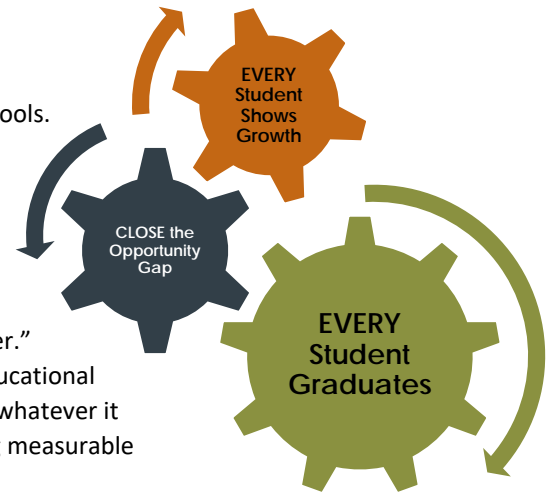 EVERY
Student
Shows
Growth
ools.
CLOSE the
Opportunity
Gap
er.”
ucational
whatever it
g measurable
EVERY
Student
Graduates